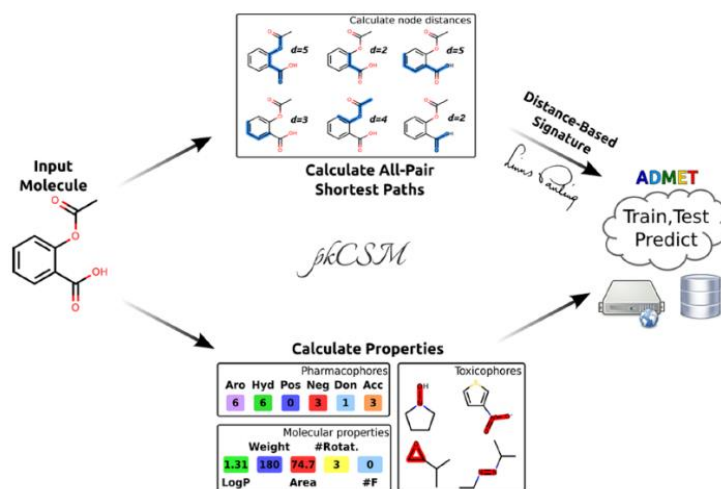 Calculate node distances
d=5
d=2
d=5
d=3
d=4
d=2
Calculate All-Pair
Shortest Paths
Distance-Based
Signature
Linus Pauling
Input
Molecule
O
O
O
OH
O
pkCSM
ADMET
Train,Test
Predict
Calculate Properties
Pharmacophores
Aro Hyd Pos Neg Don Acc
6 6 0 3 1 3
Molecular properties
Weight #Rotat.
1.31 180 74.7 3 0
LogP Area #F
Toxicophores